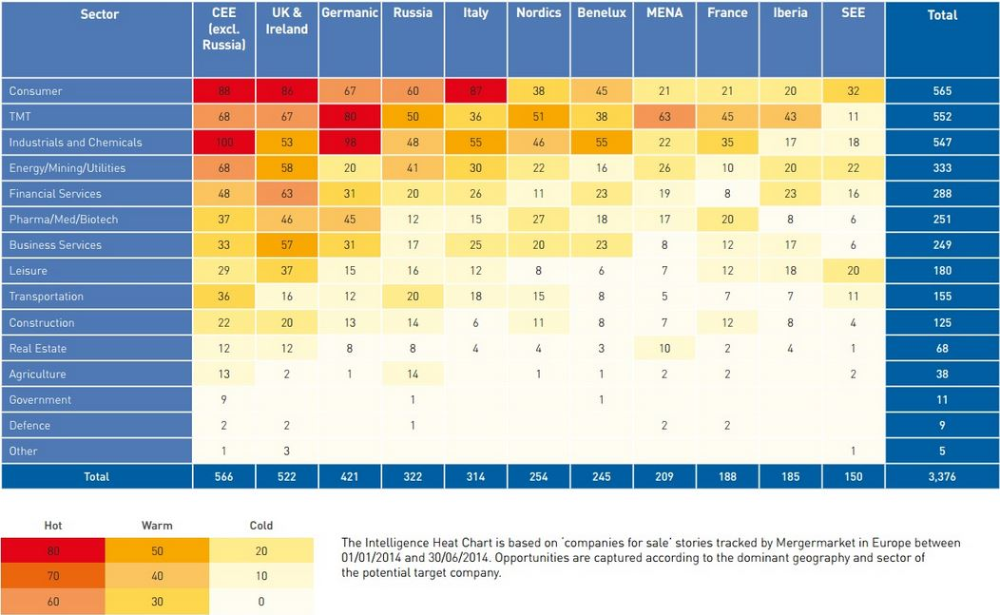 Sector CEE (excl. Russia) UK & Ireland Germanic Russia Italy Nordics Benelux MENA France Iberia SEE Total
Consumer 88 86 67 60 87 38 45 21 21 20 32 565
TMT 68 67 80 50 36 51 38 63 45 43 11 552
Industrials and Chemicals 100 53 98 48 55 46 55 22 35 17 18 547
Energy/Mining/Utilities 68 58 20 41 30 22 16 26 10 20 22 333
Financial Services 48 63 31 20 26 11 23 19 8 23 16 288
Pharma/Med/Biotech 37 46 45 12 15 27 18 17 20 8 6 251
Business Services 33 57 31 17 25 20 23 8 12 17 6 249
Leisure 29 37 15 16 12 8 6 7 12 18 20 180
Transportation 36 16 12 20 18 15 8 5 7 7 11 155
Construction 22 20 13 14 6 11 8 7 12 8 4 125
Real Estate 12 12 8 8 4 4 3 10 2 4 1 68
Agriculture 13 2 1 14 1 1 2 2 2 38
Government 9 1 1 11
Defence 2 2 1 2 2 9
Other 1 3 1 5
Total 566 522 421 322 314 254 245 209 188 185 150 3,376
Hot Warm Cold
80 50 20
70 40 10
60 30 0
The Intelligence Heat Chart is based on 'companies for sale' stories tracked by Mergermarket in Europe between
01/01/2014 and 30/06/2014. Opportunities are captured according to the dominant geography and sector of
the potential target company.